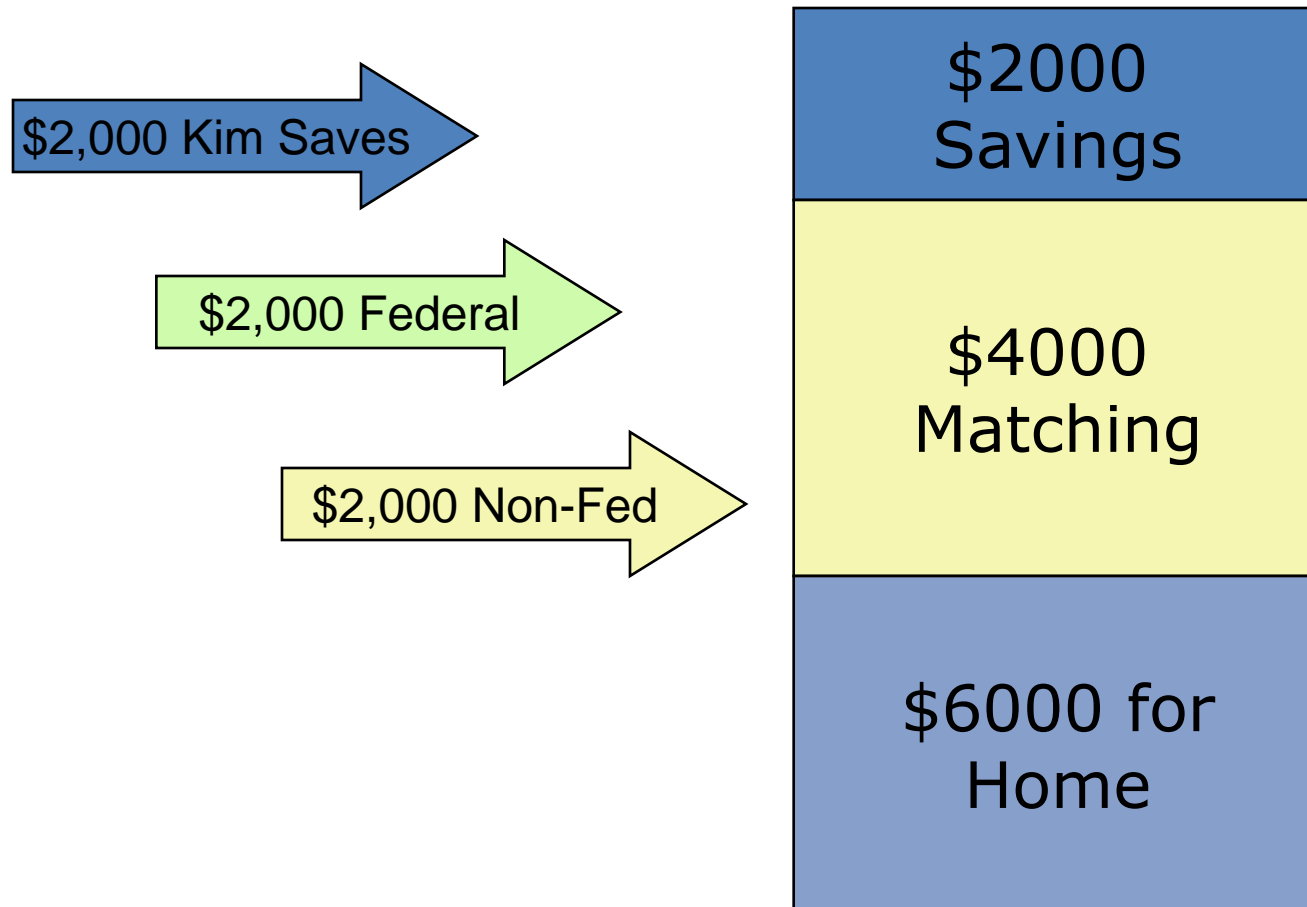 $2,000 Kim Saves
$2,000 Federal
$2,000 Non-Fed
$2000
Savings
$4000
Matching
$6000 for
Home